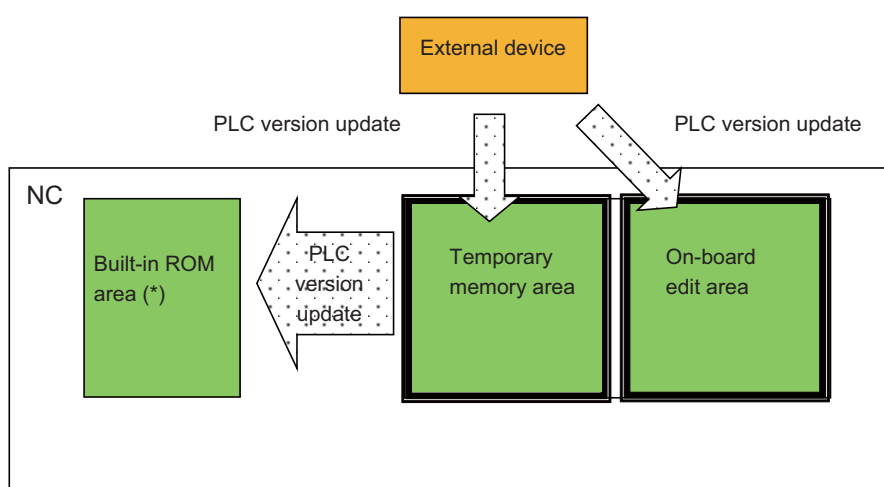 External device
PLC version update
PLC version update
NC
Built-in ROM
area (*)
PLC
version
update
Temporary
memory area
On-board
edit area